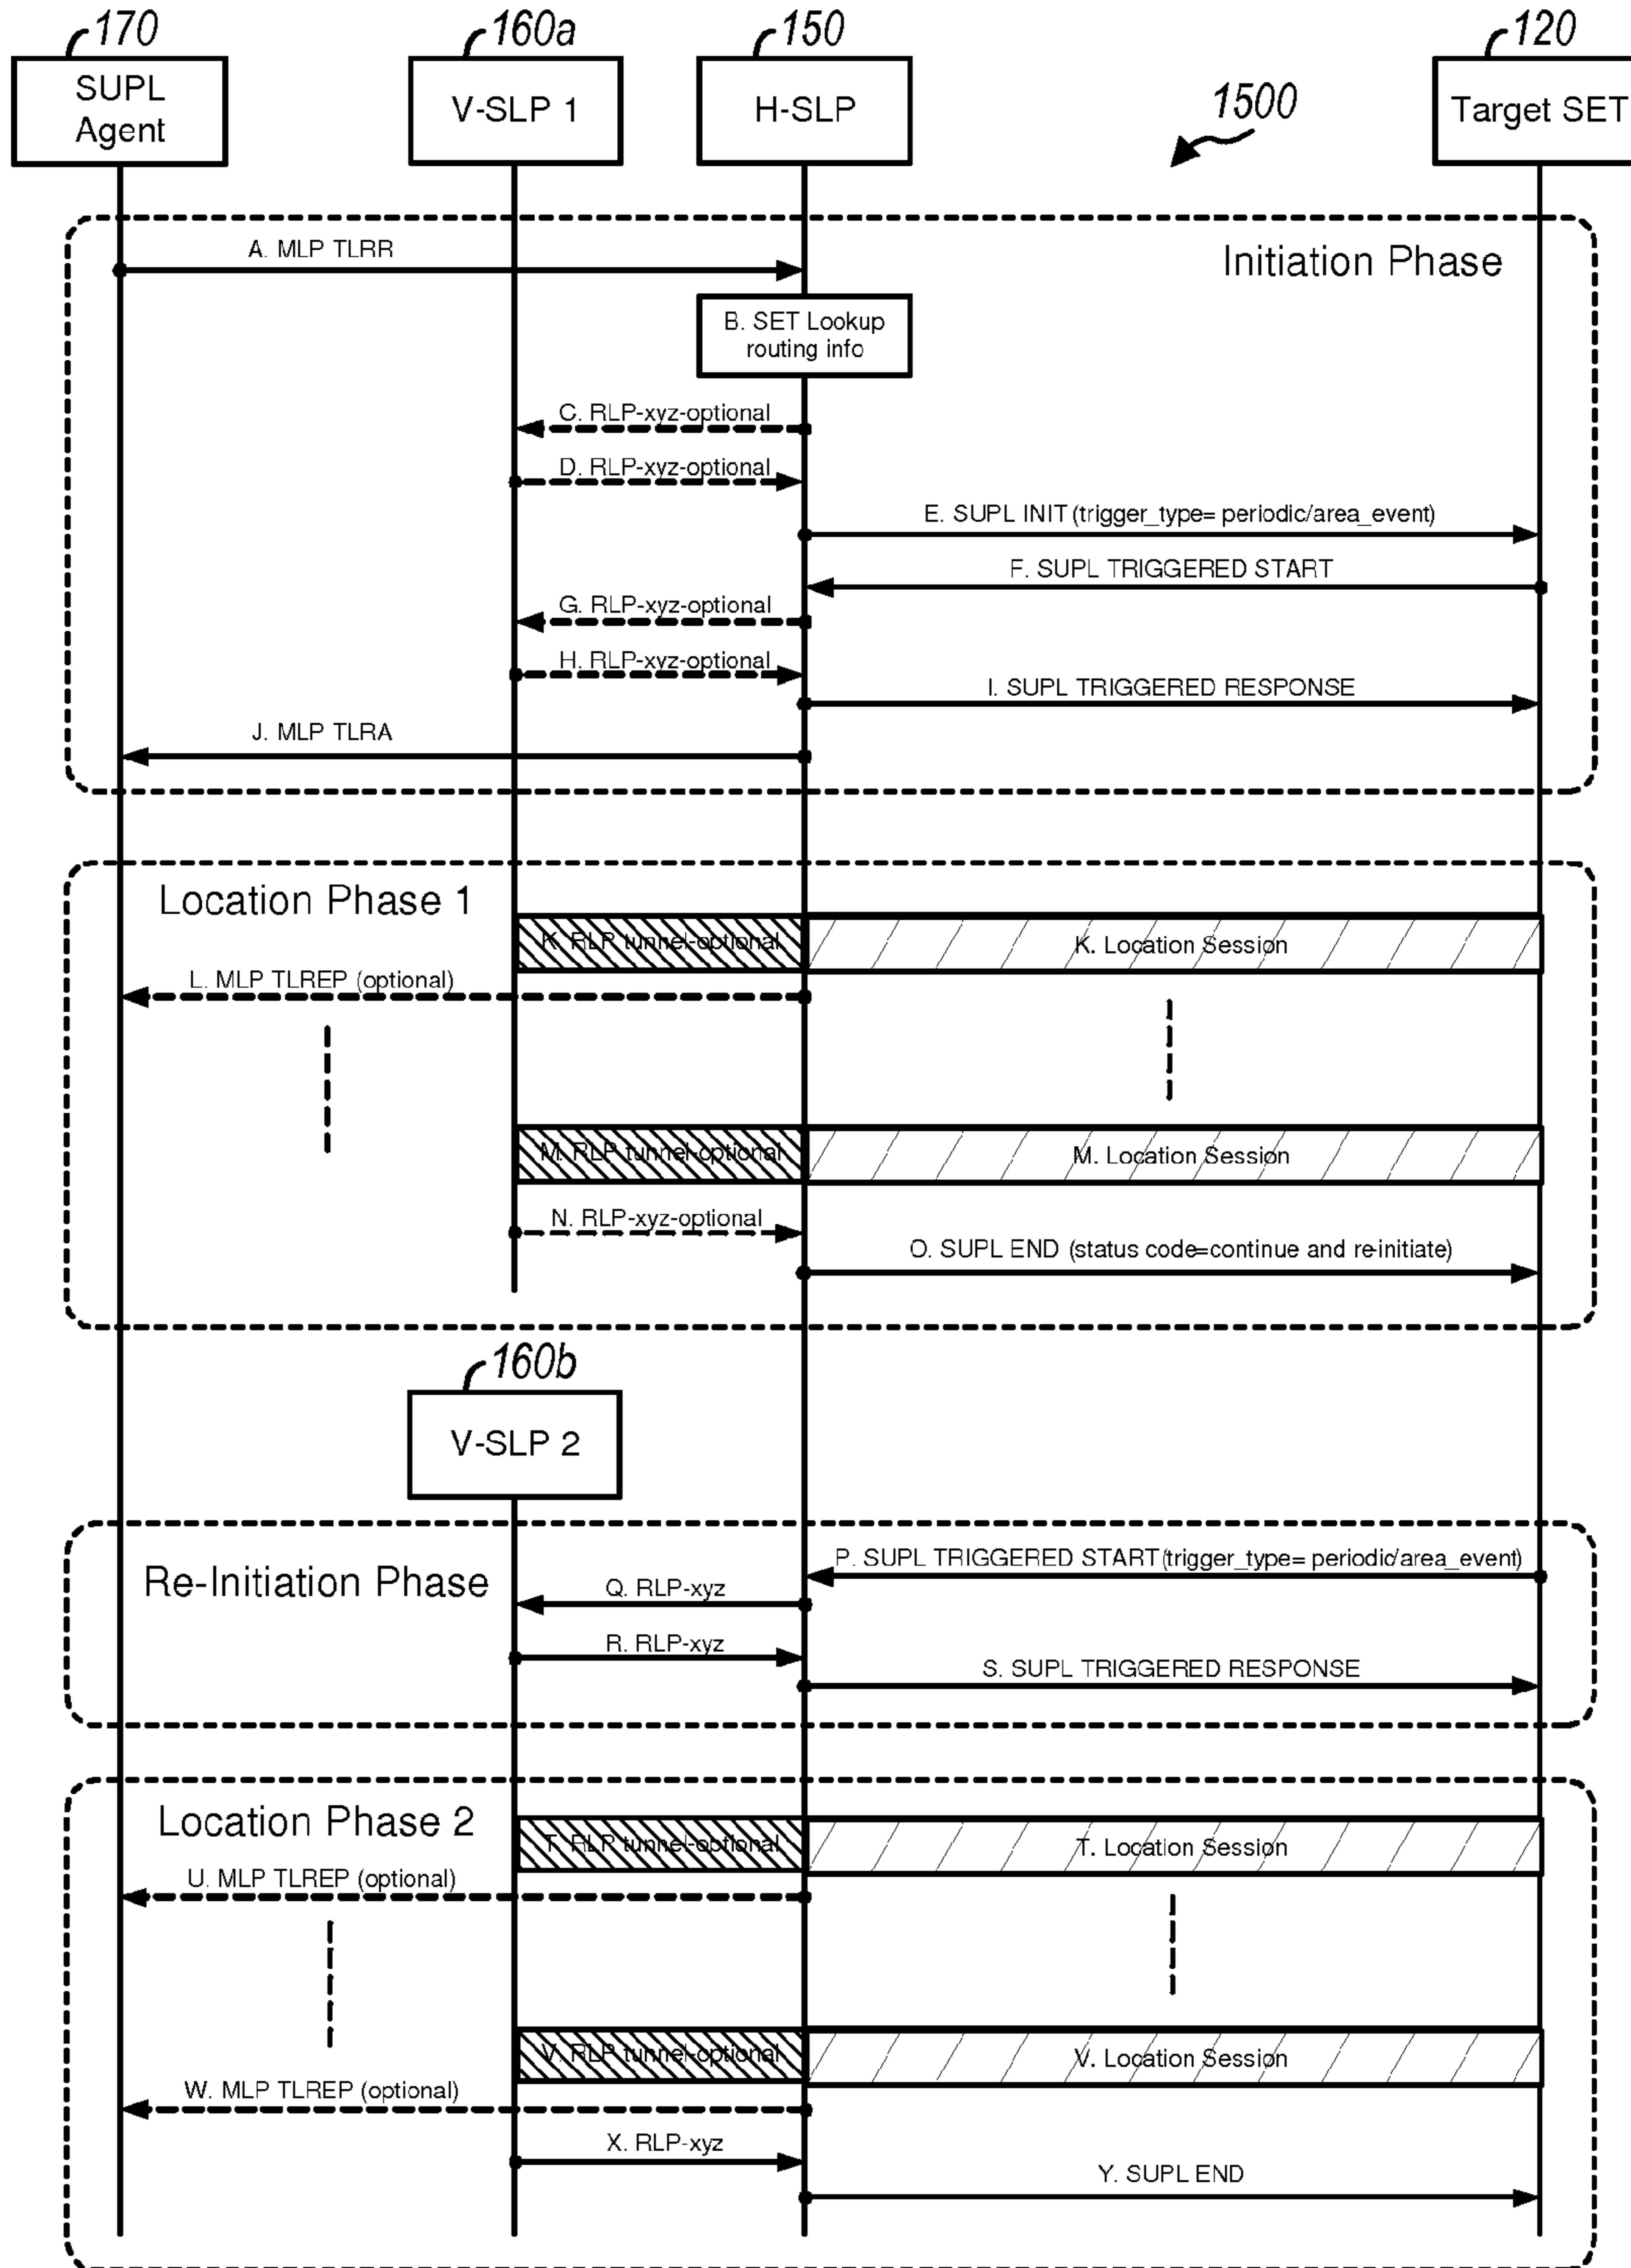 170
160a
150
120
SUPL
Agent
V-SLP 1
H-SLP
Target SET
1500
Initiation Phase
A. MLP TLRR
B. SET Lookup
routing info
C. RLP-xyz-optional
D. RLP-xyz-optional
E. SUPL INIT (trigger_type= periodic/area_event)
F. SUPL TRIGGERED START
G. RLP-xyz-optional
H. RLP-xyz-optional
I. SUPL TRIGGERED RESPONSE
J. MLP TLRA
Location Phase 1
K. RLP tunnel-optional
K. Location Session
L. MLP TLREP (optional)
M. RLP tunnel-optional
M. Location Session
N. RLP-xyz-optional
O. SUPL END (status code=continue and re-initiate)
160b
V-SLP 2
Re-Initiation Phase
P. SUPL TRIGGERED START(trigger_type= periodic/area_event)
Q. RLP-xyz
R. RLP-xyz
S. SUPL TRIGGERED RESPONSE
Location Phase 2
T. RLP tunnel-optional
T. Location Session
U. MLP TLREP (optional)
V. RLP tunnel-optional
V. Location Session
W. MLP TLREP (optional)
X. RLP-xyz
Y. SUPL END